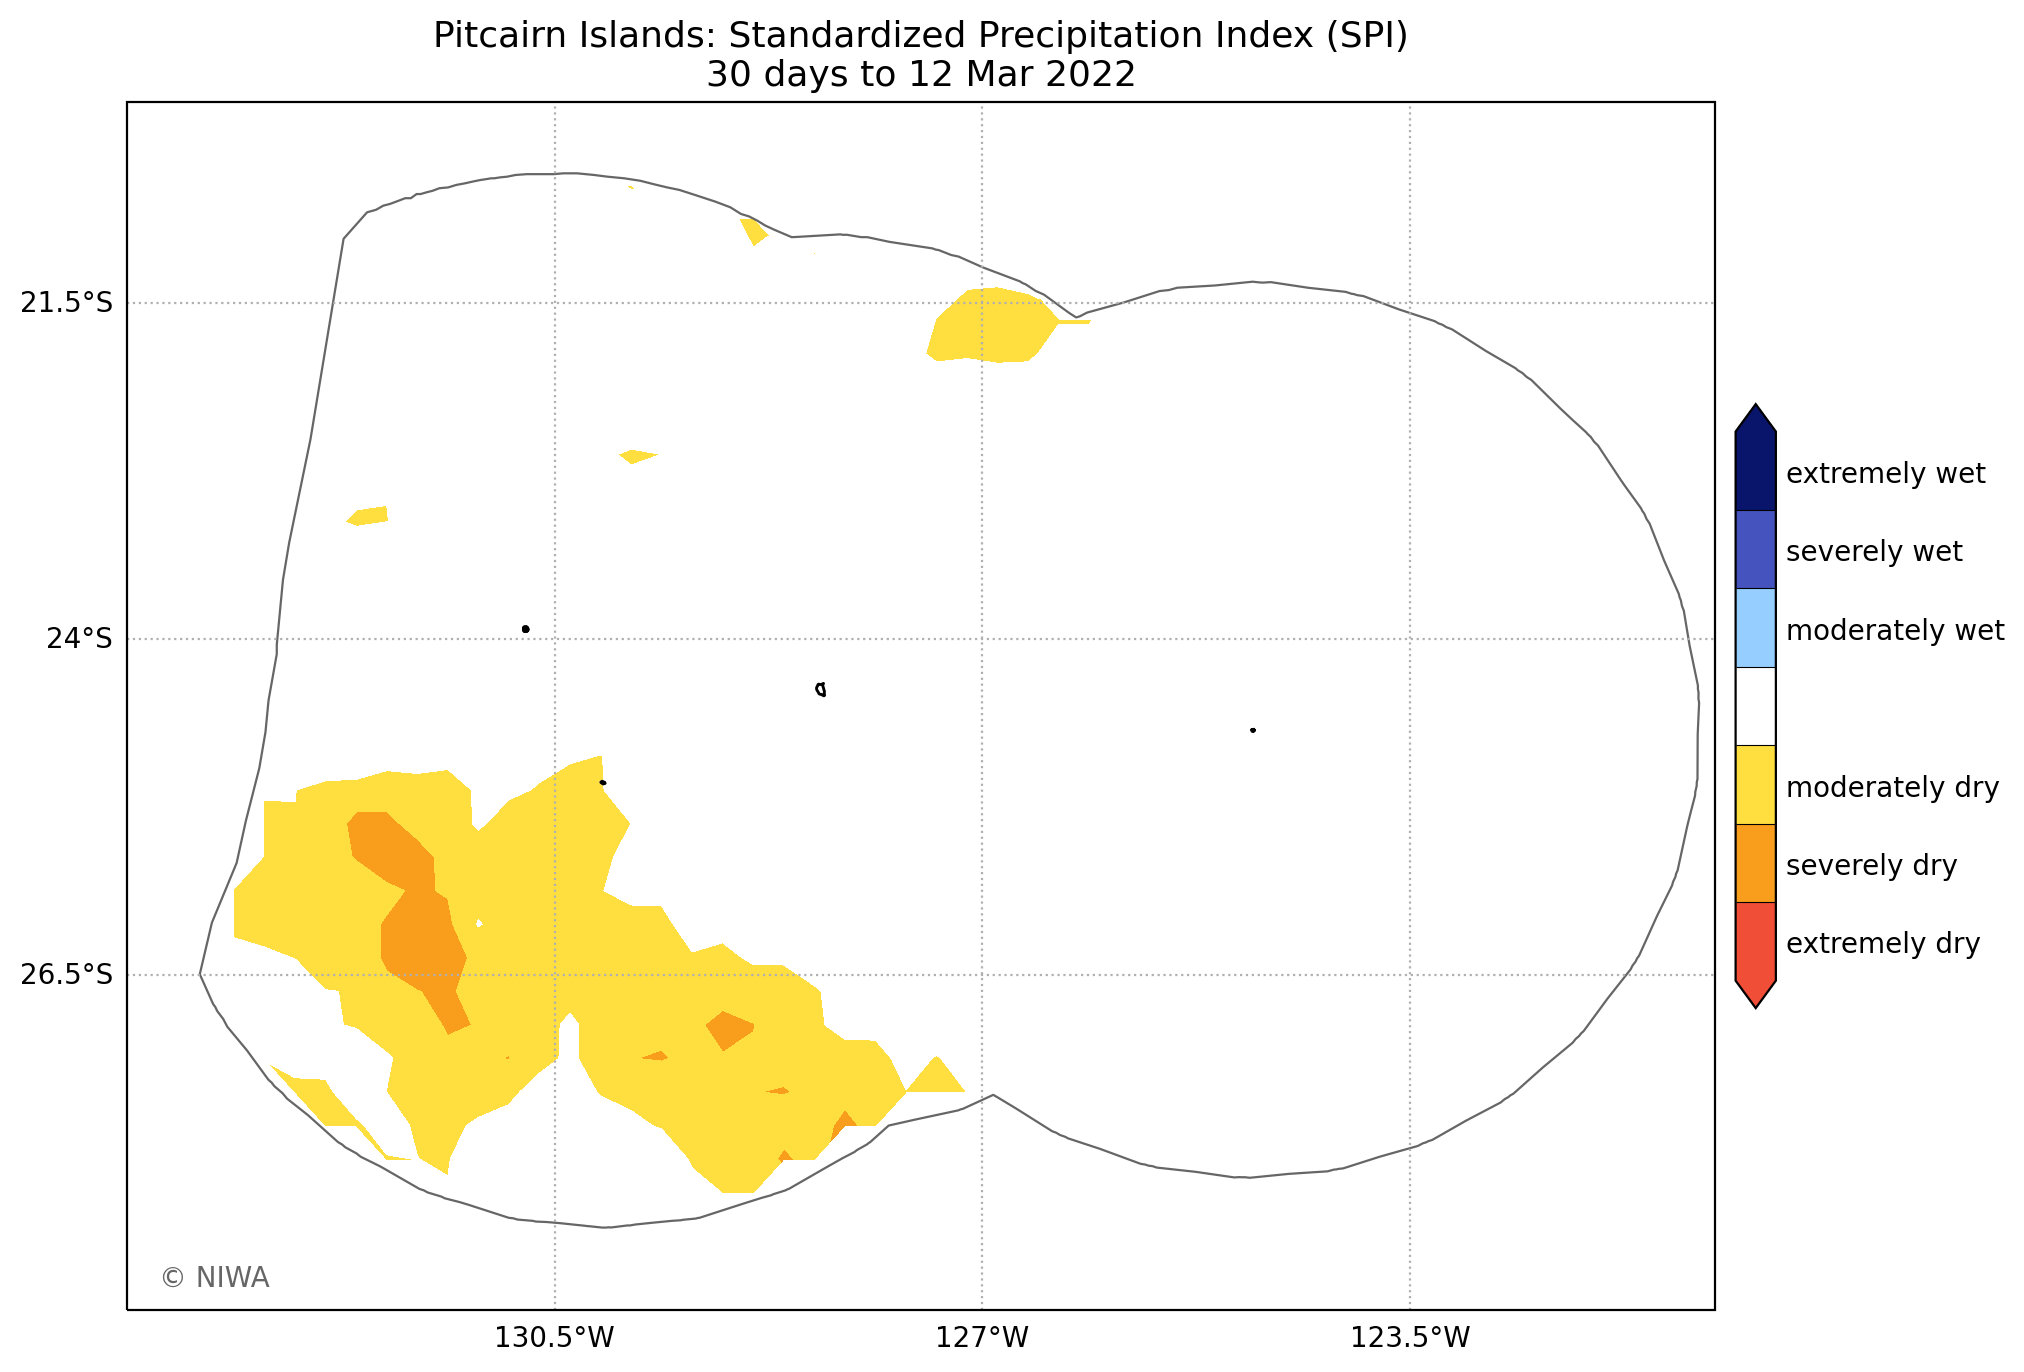 Pitcairn Islands: Standardized Precipitation Index (SPI)
30 days to 12 Mar 2022
21.5°S
24°S
26.5°S
130.5°W
127°W
123.5°W
extremely wet
severely wet
moderately wet
moderately dry
severely dry
extremely dry
© NIWA